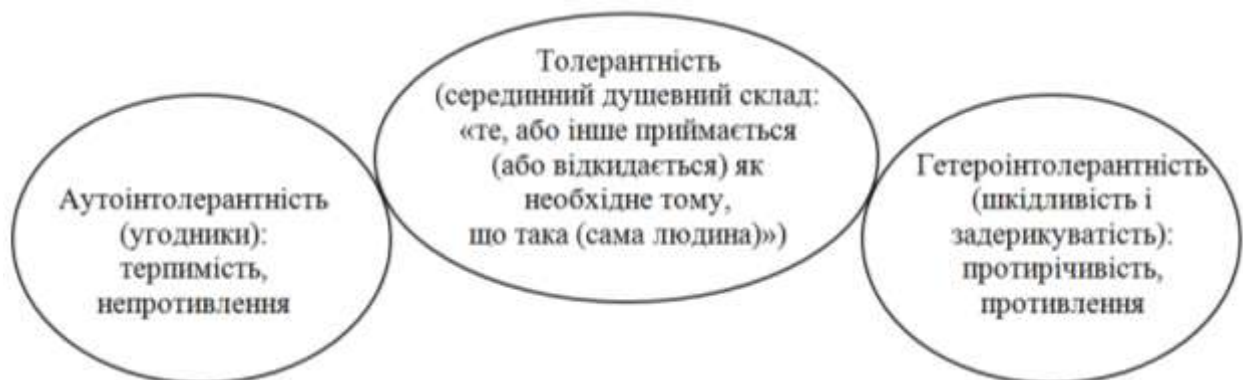 Аутоінтолерантність
(угодники):
терпимість,
непротивлення
Толерантність
(серединний душевний склад:
«те, або інше приймається
(або відкидається) як
необхідне тому,
що така (сама людина)»)
Гетероінтолерантність
(шкідливість і
задерикуватість):
протирічивість,
противлення